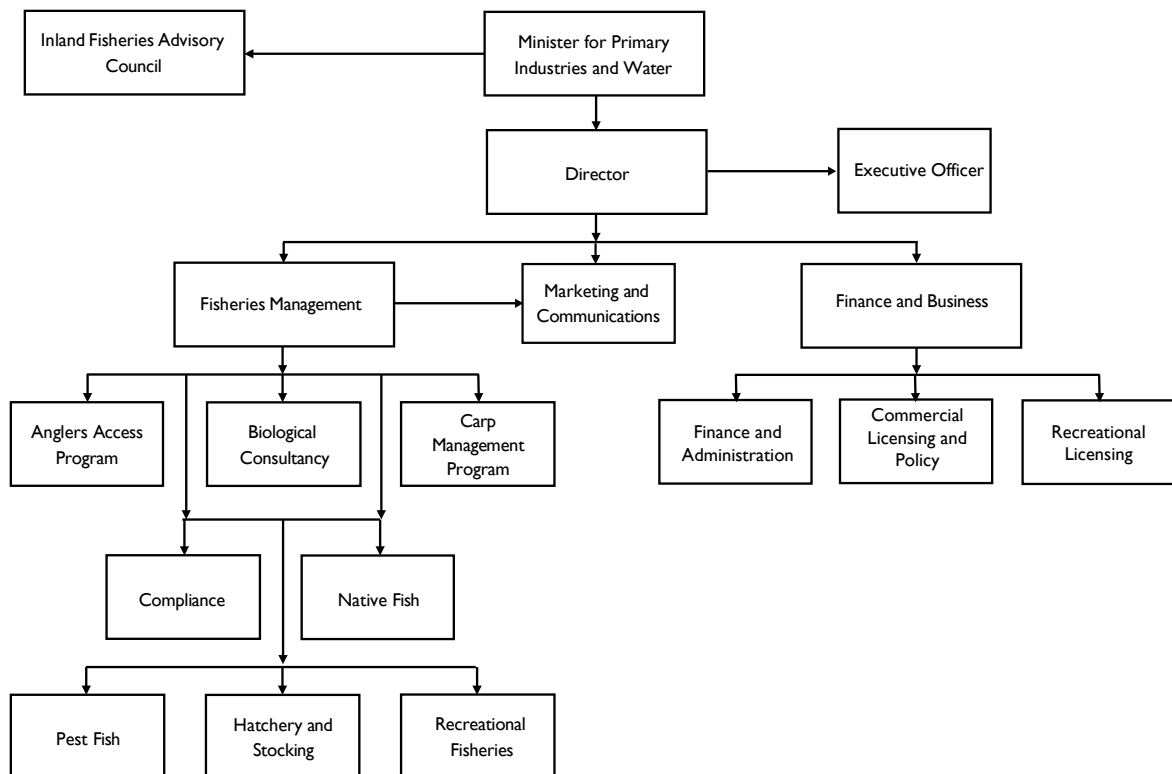 Inland Fisheries Advisory
Council
Minister for Primary
Industries and Water
Director
Executive Officer
Fisheries Management
Marketing and
Communications
Finance and Business
Anglers Access
Program
Biological
Consultancy
Carp
Management
Program
Finance and
Administration
Commercial
Licensing and
Policy
Recreational
Licensing
Compliance
Native Fish
Pest Fish
Hatchery and
Stocking
Recreational
Fisheries